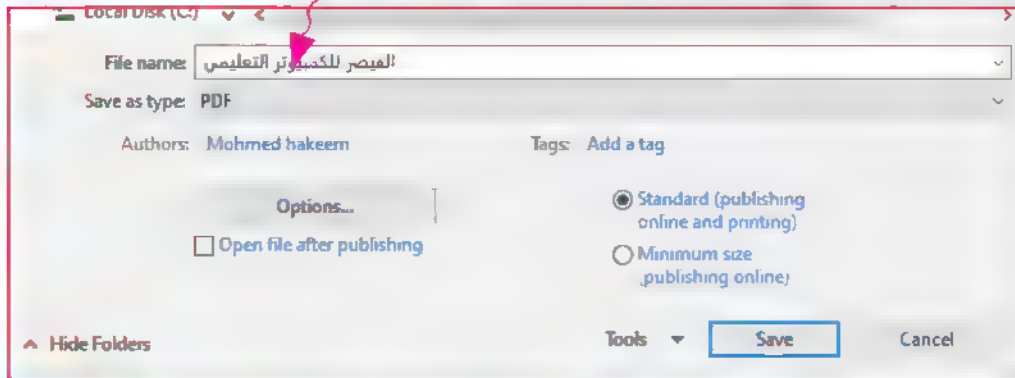 Local Disk (C:)
File name: الميصر للكمبيوتر التعليمي
Save as type: PDF
Authors: Mohmed hakeem Tags: Add a tag
Options...
Standard (publishing
online and printing)
Open file after publishing
Minimum size
publishing online)
Hide Folders Tools Save Cancel